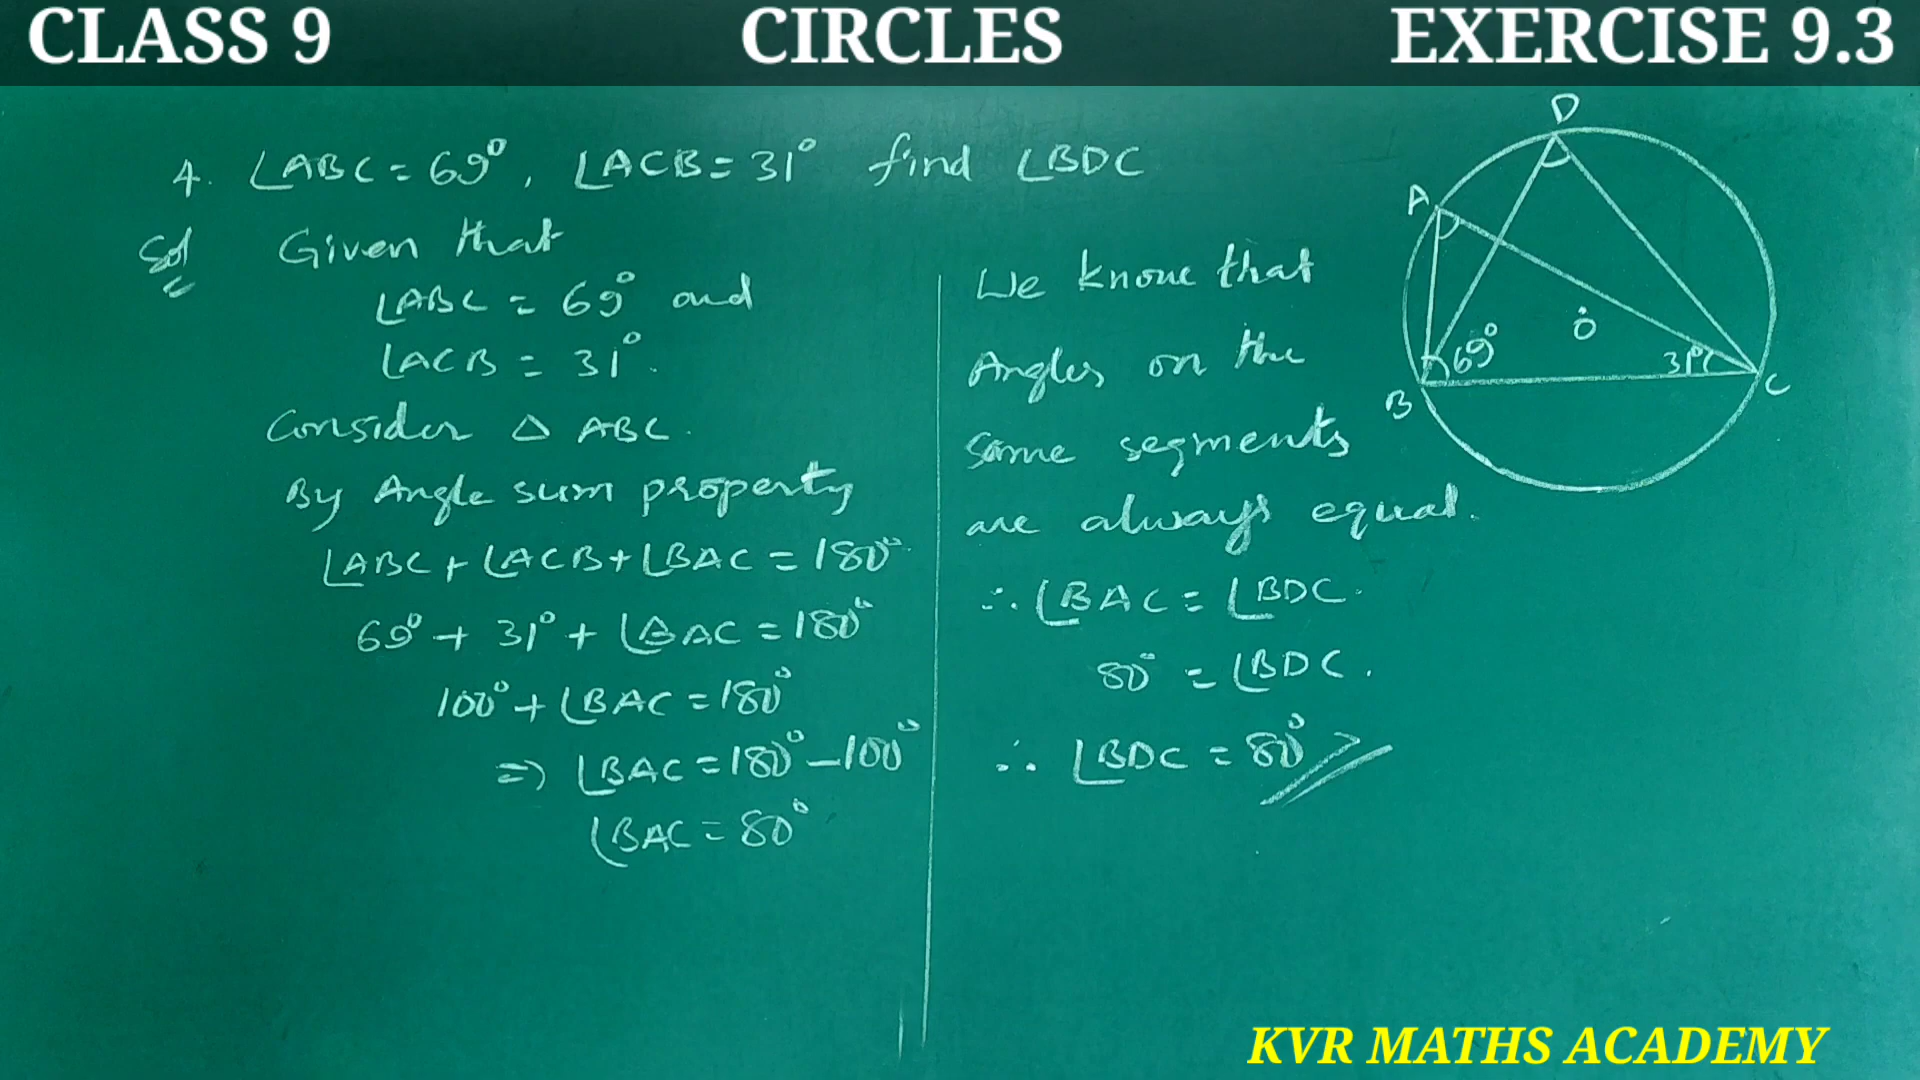 CLASS 9 CIRCLES EXERCISE 9.3
4. ∠ABC = 69°, ∠ACB = 31° find ∠BDC
Sol Given that
∠ABC = 69° and
∠ACB = 31°.
Consider △ ABC.
By Angle sum property
∠ABC + ∠ACB + ∠BAC = 180°
69° + 31° + ∠BAC = 180°
100° + ∠BAC = 180°
⇒ ∠BAC = 180° – 100°
∠BAC = 80°
We know that
Angles on the
same segments
are always equal.
∴ ∠BAC = ∠BDC.
80° = ∠BDC.
∴ ∠BDC = 80°
D
A
O
69° 31°
B C
KVR MATHS ACADEMY